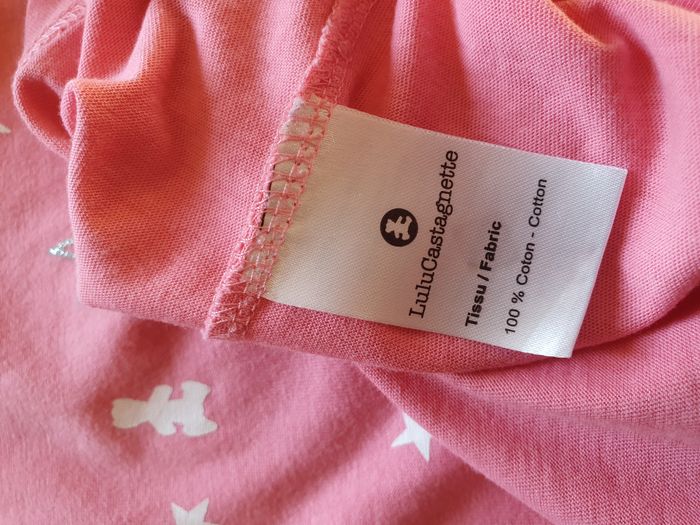 LuluCastagnette
Tissu / Fabric
100 % Coton - Cotton